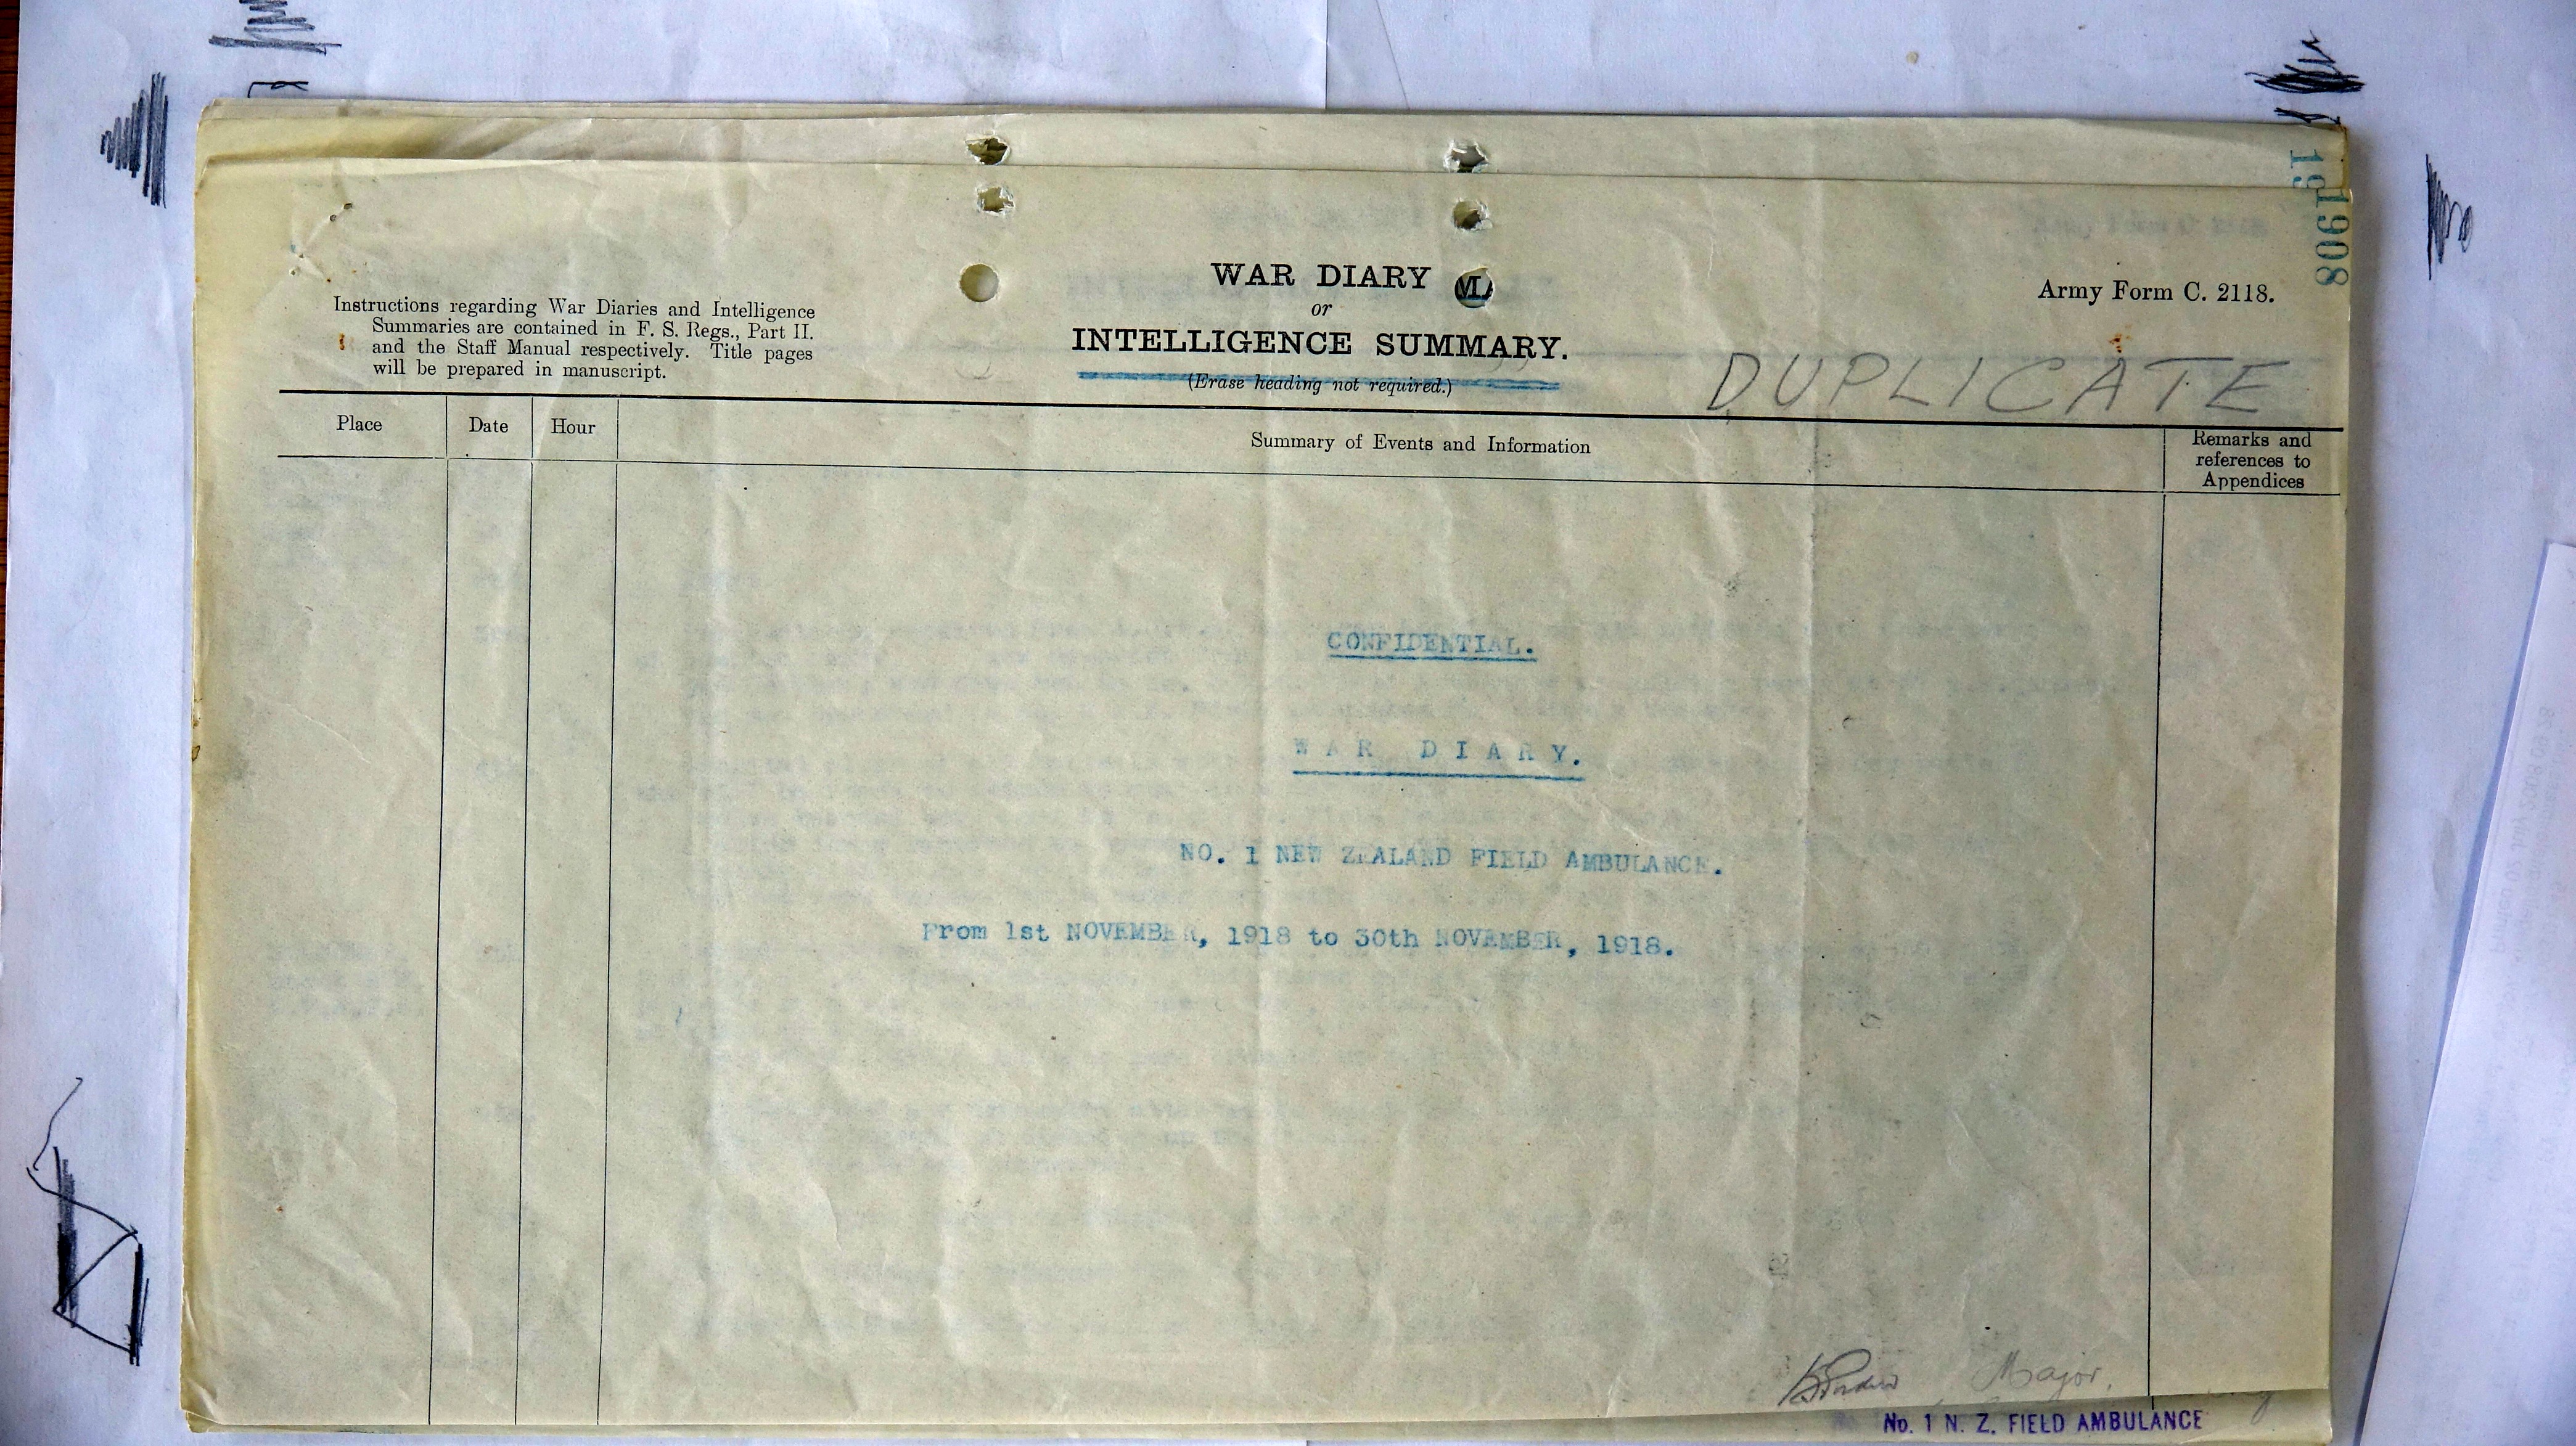 1908
19
Army Form C. 2118.
WAR DIARY
or
INTELLIGENCE SUMMARY.
(Erase heading not required.)
Instructions regarding War Diaries and Intelligence
Summaries are contained in F. S. Regs., Part II.
and the Staff Manual respectively. Title pages
will be prepared in manuscript.
DUPLICATE
Place
Date
Hour
Summary of Events and Information
Remarks and
references to
Appendices
CONFIDENTIAL.
WAR DIARY.
NO. 1 NEW ZEALAND FIELD AMBULANCE.
From 1st NOVEMBER, 1918 to 30th NOVEMBER, 1918.
Major.
No. 1 N. Z. FIELD AMBULANCE